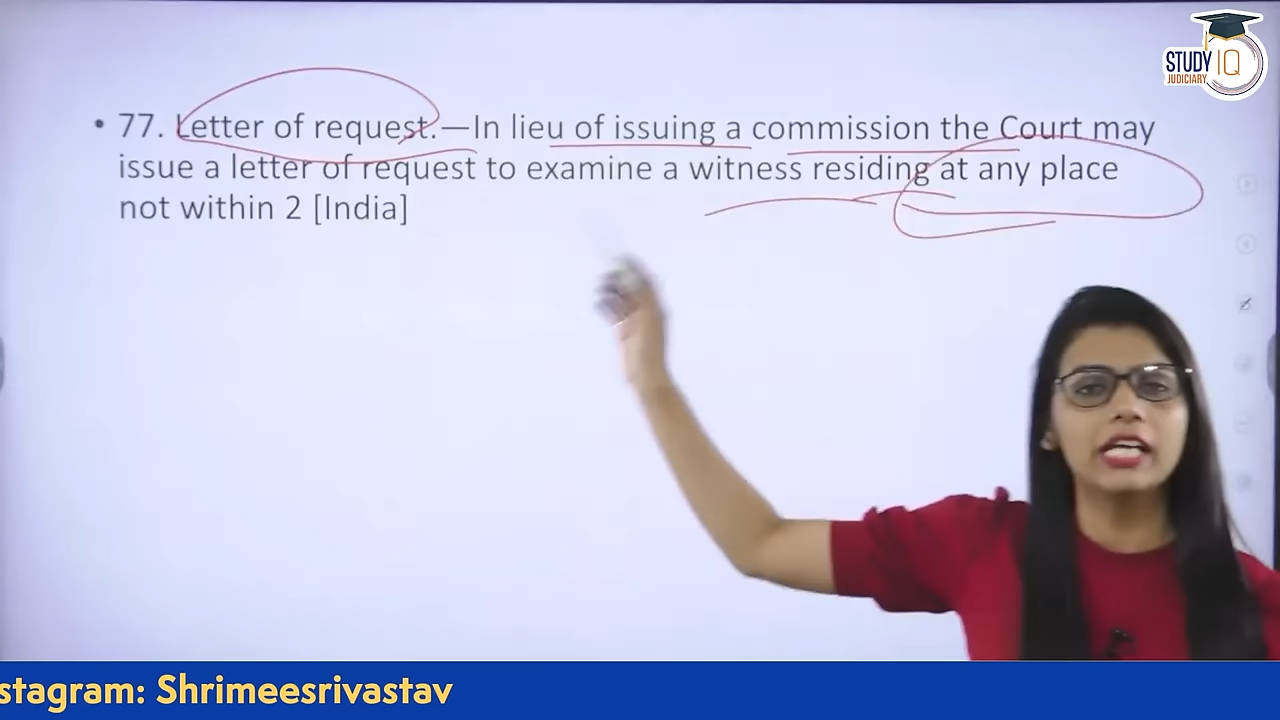 STUDY IQ
JUDICIARY
• 77. Letter of request.—In lieu of issuing a commission the Court may
issue a letter of request to examine a witness residing at any place
not within 2 [India]
stagram: Shrimeesrivastav